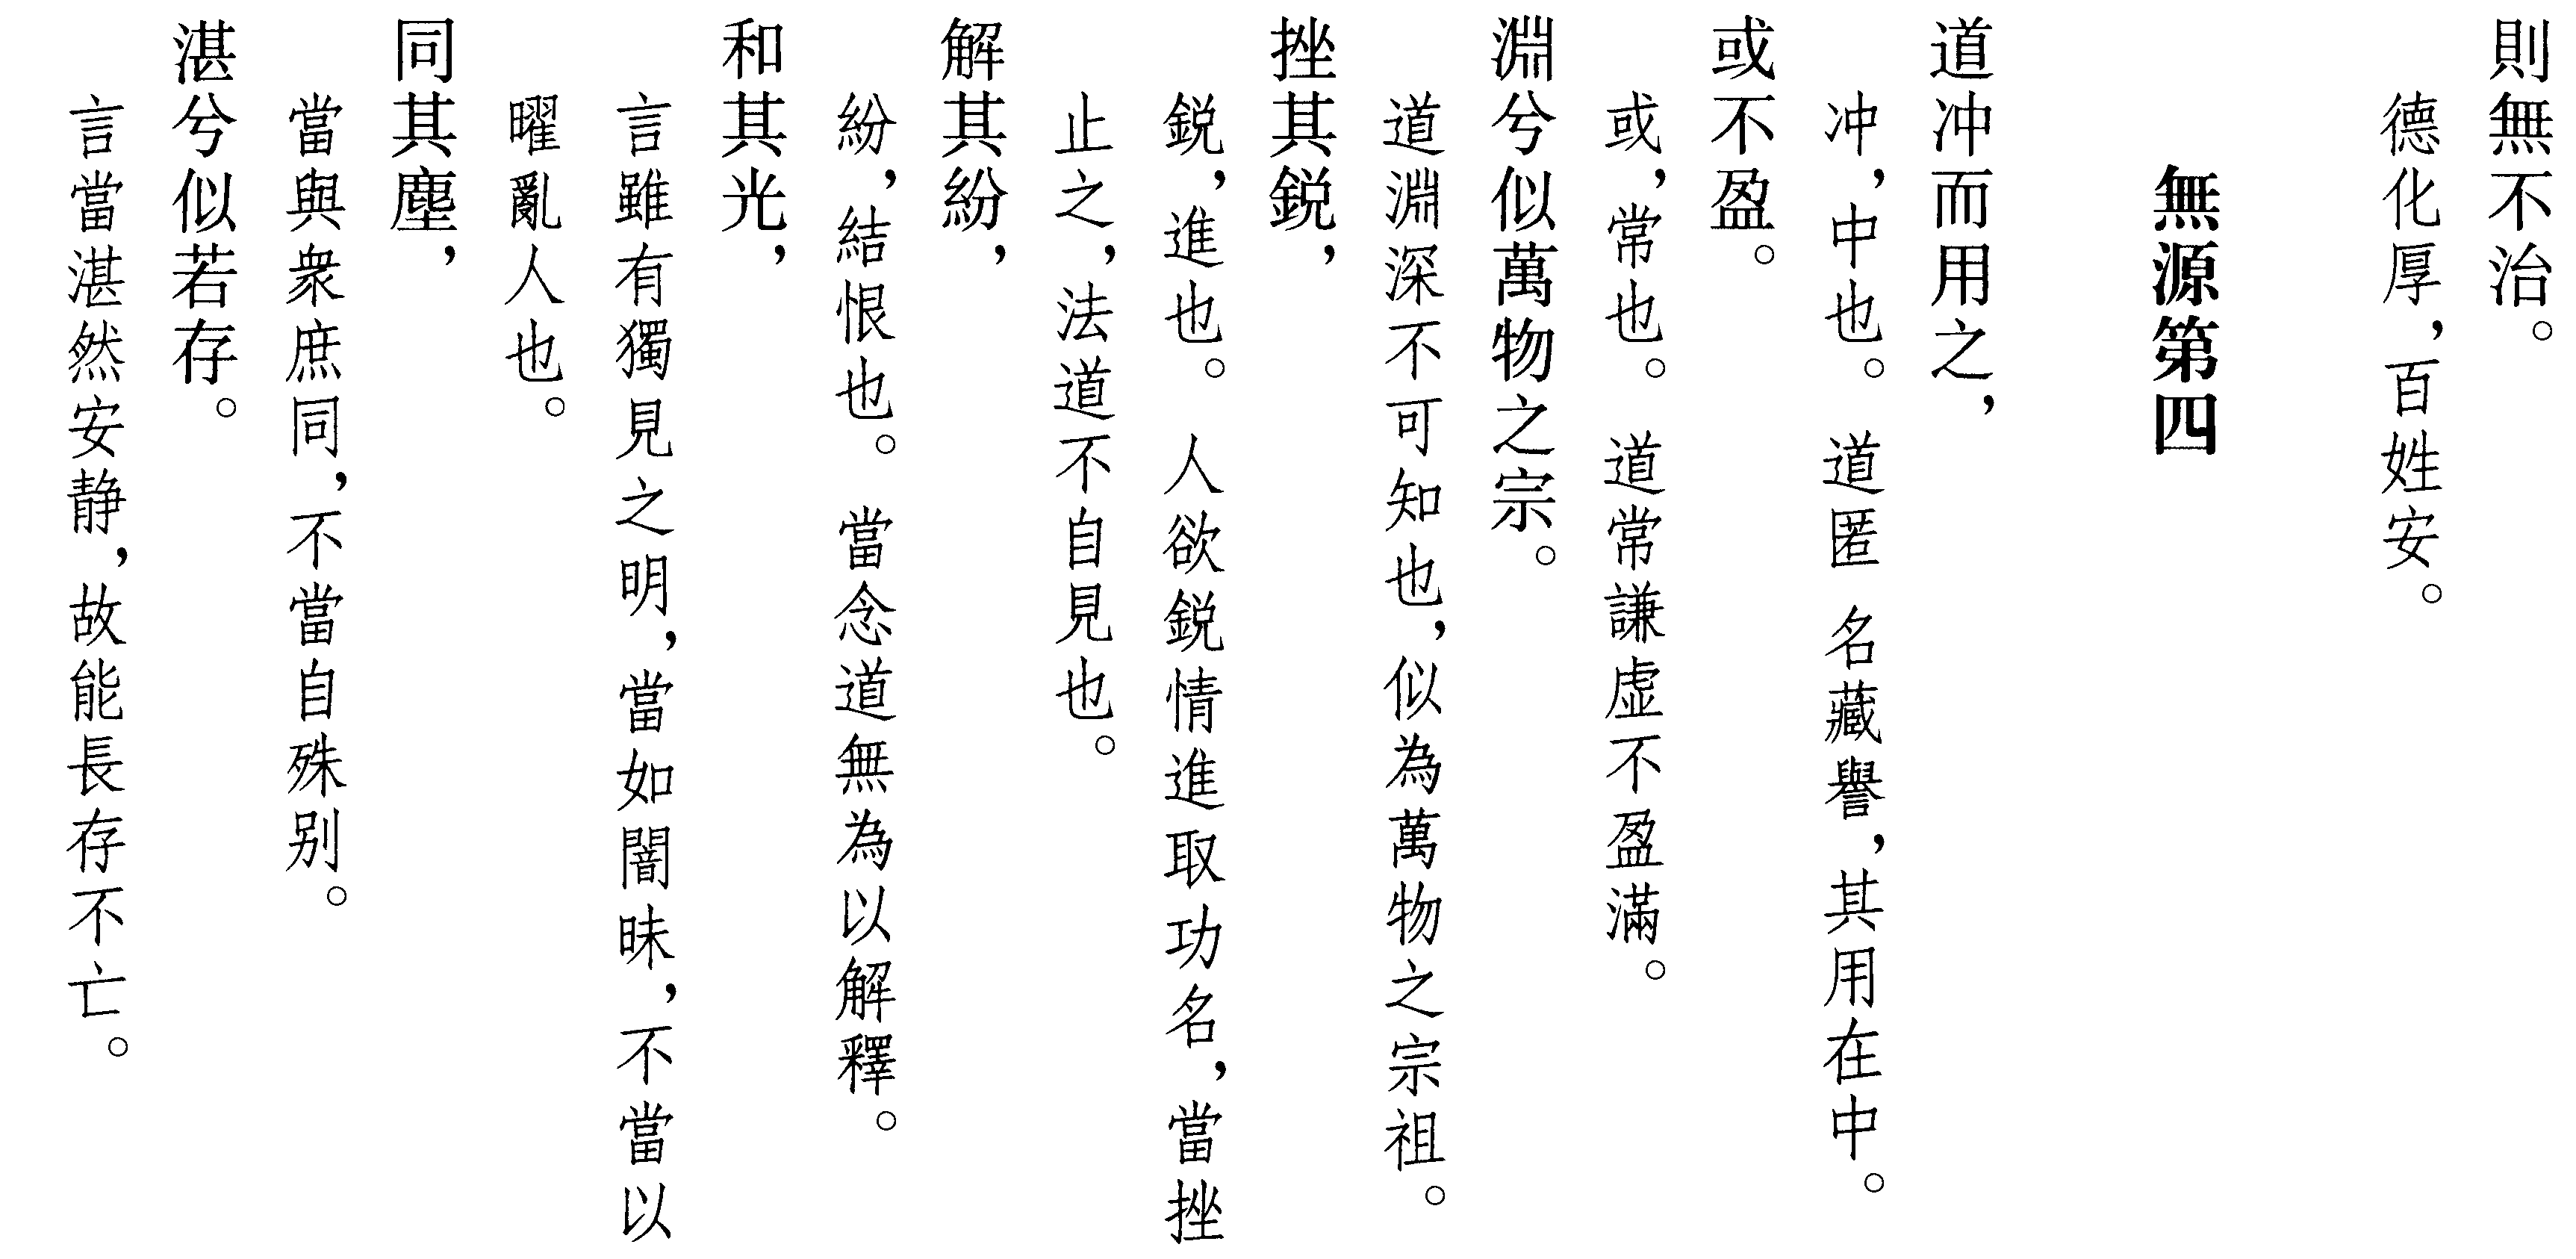 則無不治。
德化厚，百姓安。
無源第四
道冲而用之，
冲，中也。道匿名藏譽，其用在中。
或不盈。
或，常也。道常謙虚不盈滿。
淵兮似萬物之宗。
道淵深不可知也，似為萬物之宗祖。
挫其鋭，
鋭，進也。人欲鋭情進取功名，當挫
止之，法道不自見也。
解其紛，
紛，結恨也。當念道無為以解釋。
和其光，
言雖有獨見之明，當如闇昧，不當以
曜亂人也。
同其塵，
當與衆庶同，不當自殊别。
湛兮似若存。
言當湛然安静，故能長存不亡。